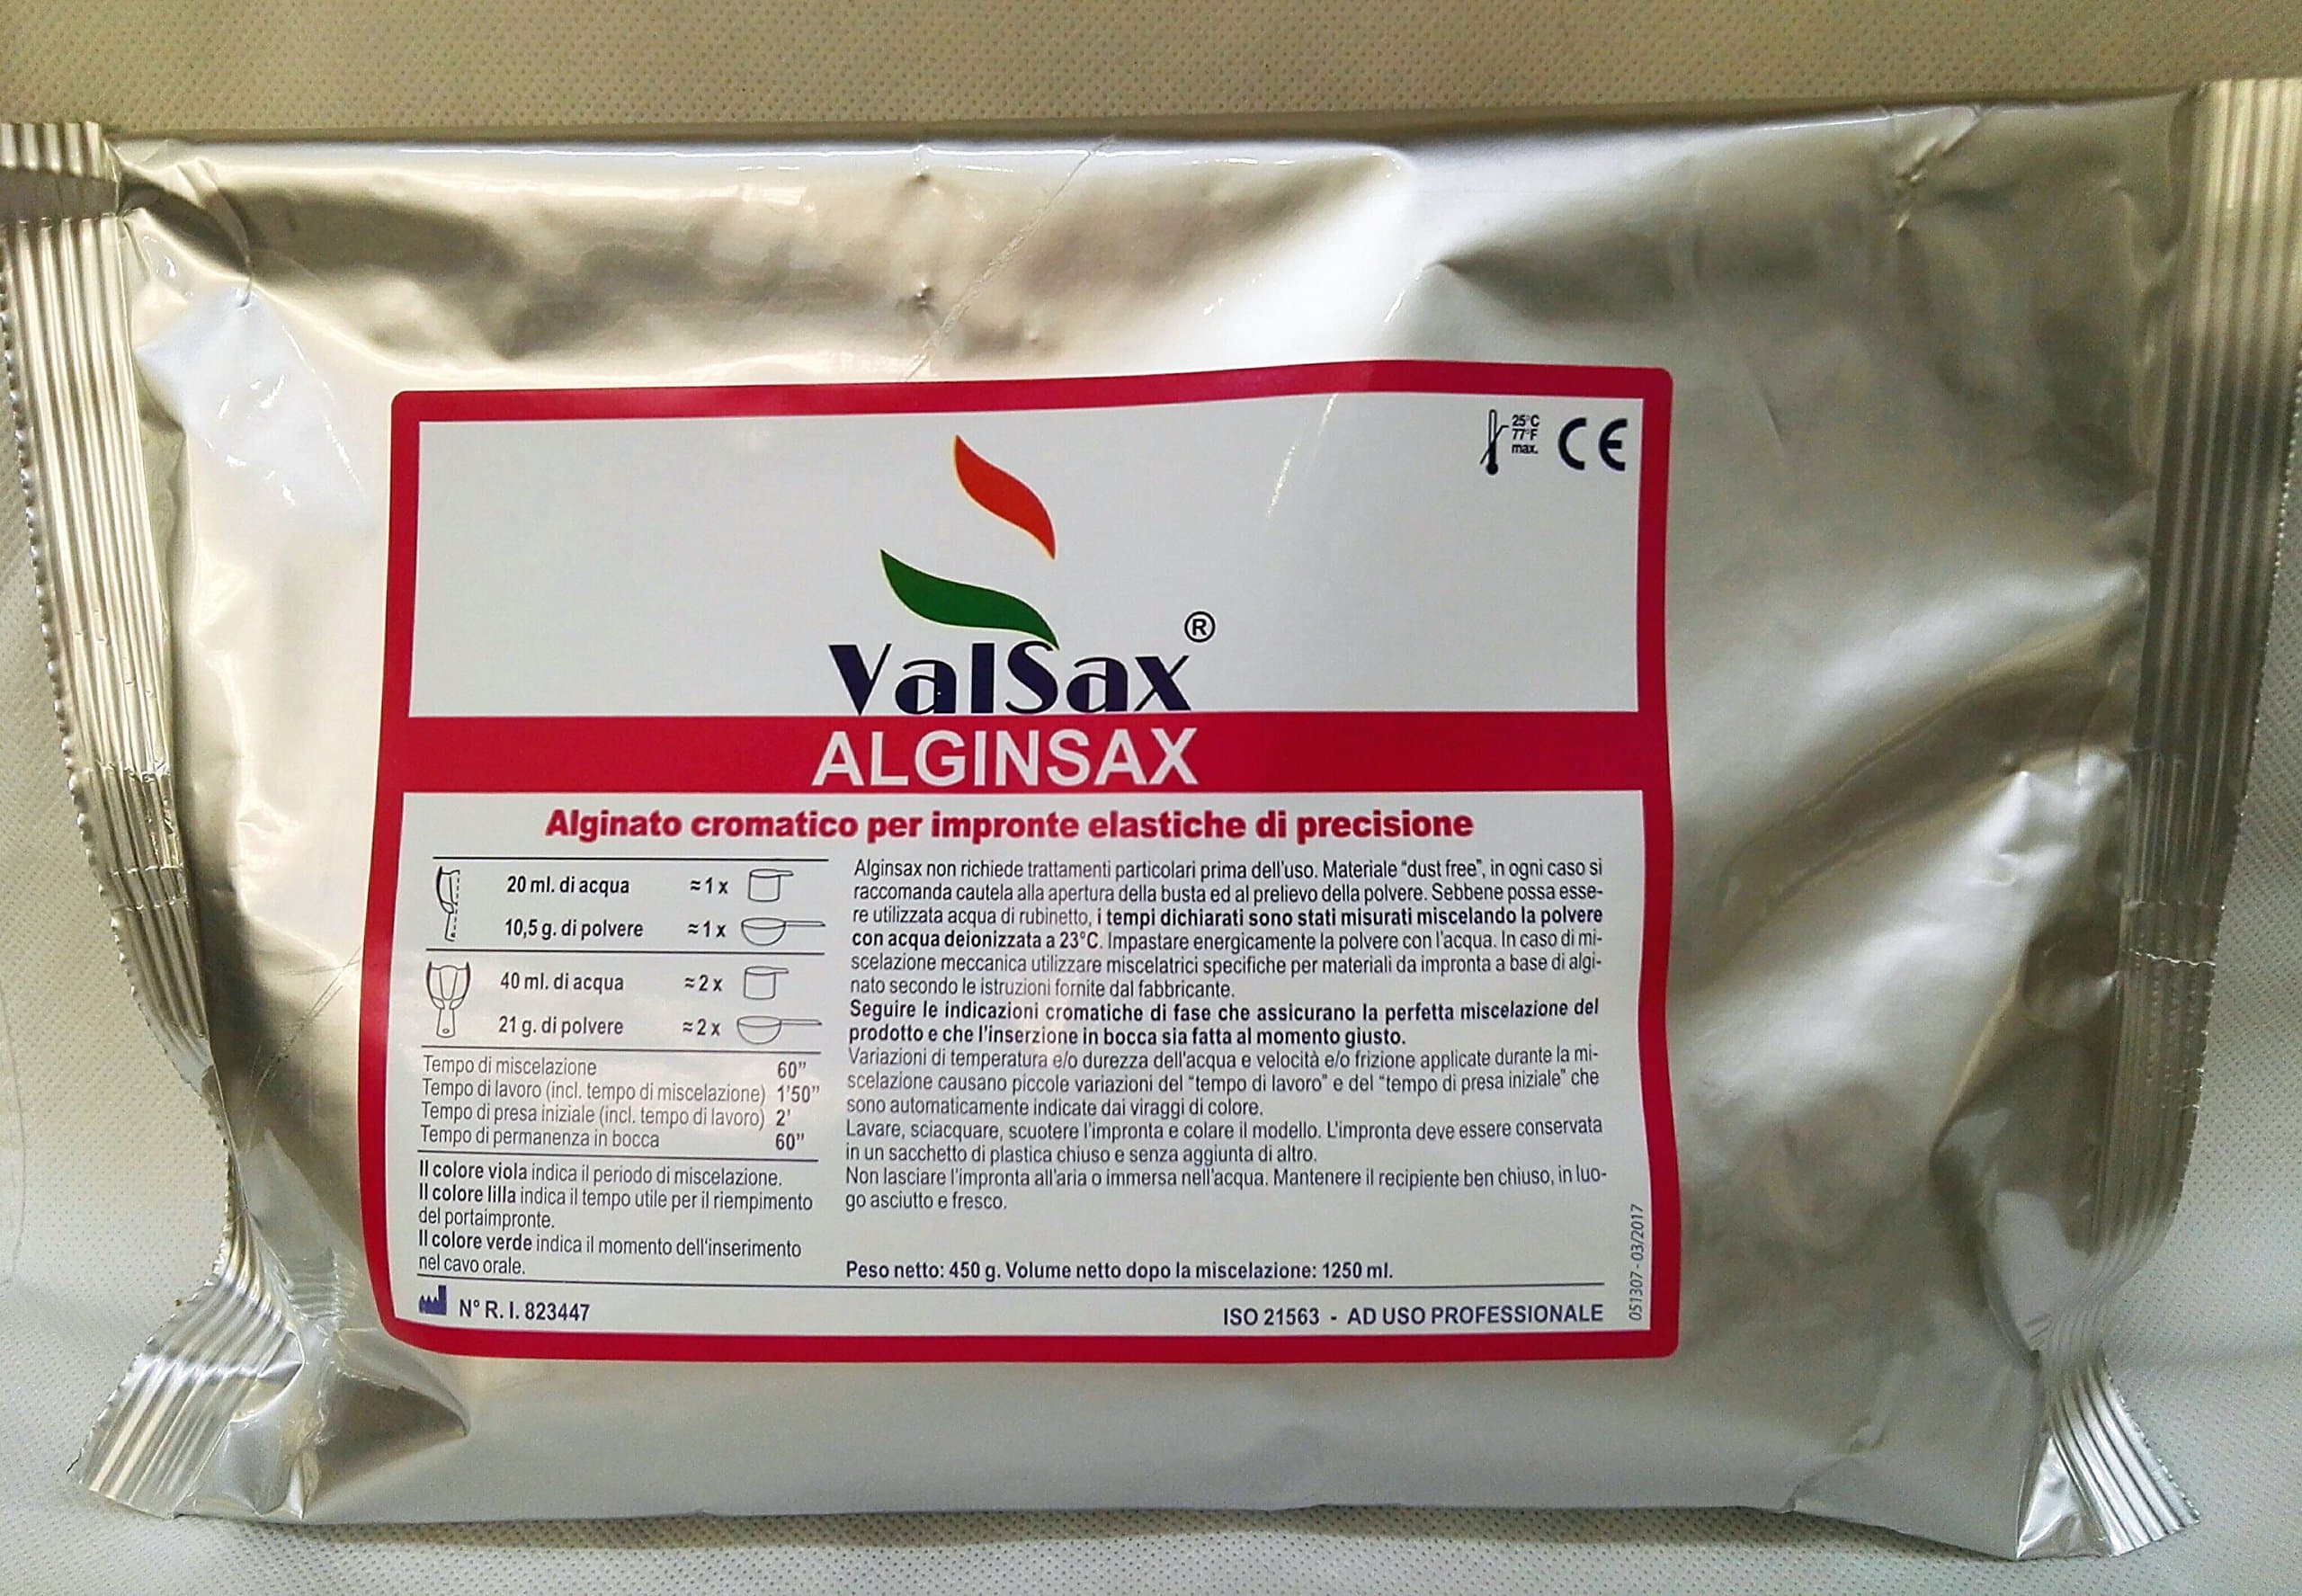 25°C
77°F
max.
CE
ValSax®
ALGINSAX
Alginato cromatico per impronte elastiche di precisione
20 ml. di acqua ≈1 x
10,5 g. di polvere ≈1 x
40 ml. di acqua ≈2 x
21 g. di polvere ≈2 x
Tempo di miscelazione 60”
Tempo di lavoro (incl. tempo di miscelazione) 1'50”
Tempo di presa iniziale (incl. tempo di lavoro) 2'
Tempo di permanenza in bocca 60”
Il colore viola indica il periodo di miscelazione.
Il colore lilla indica il tempo utile per il riempimento
del portaimpronte.
Il colore verde indica il momento dell'inserimento
nel cavo orale.
Alginsax non richiede trattamenti particolari prima dell'uso. Materiale “dust free”, in ogni caso si
raccomanda cautela alla apertura della busta ed al prelievo della polvere. Sebbene possa esse-
re utilizzata acqua di rubinetto, i tempi dichiarati sono stati misurati miscelando la polvere
con acqua deionizzata a 23°C. Impastare energicamente la polvere con l'acqua. In caso di mi-
scelazione meccanica utilizzare miscelatrici specifiche per materiali da impronta a base di algi-
nato secondo le istruzioni fornite dal fabbricante.
Seguire le indicazioni cromatiche di fase che assicurano la perfetta miscelazione del
prodotto e che l'inserzione in bocca sia fatta al momento giusto.
Variazioni di temperatura e/o durezza dell'acqua e velocità e/o frizione applicate durante la mi-
scelazione causano piccole variazioni del “tempo di lavoro” e del “tempo di presa iniziale” che
sono automaticamente indicate dai viraggi di colore.
Lavare, sciacquare, scuotere l'impronta e colare il modello. L'impronta deve essere conservata
in un sacchetto di plastica chiuso e senza aggiunta di altro.
Non lasciare l'impronta all'aria o immersa nell'acqua. Mantenere il recipiente ben chiuso, in luo-
go asciutto e fresco.
Peso netto: 450 g. Volume netto dopo la miscelazione: 1250 ml.
N° R. I. 823447
ISO 21563 - AD USO PROFESSIONALE
051307 - 03/2017